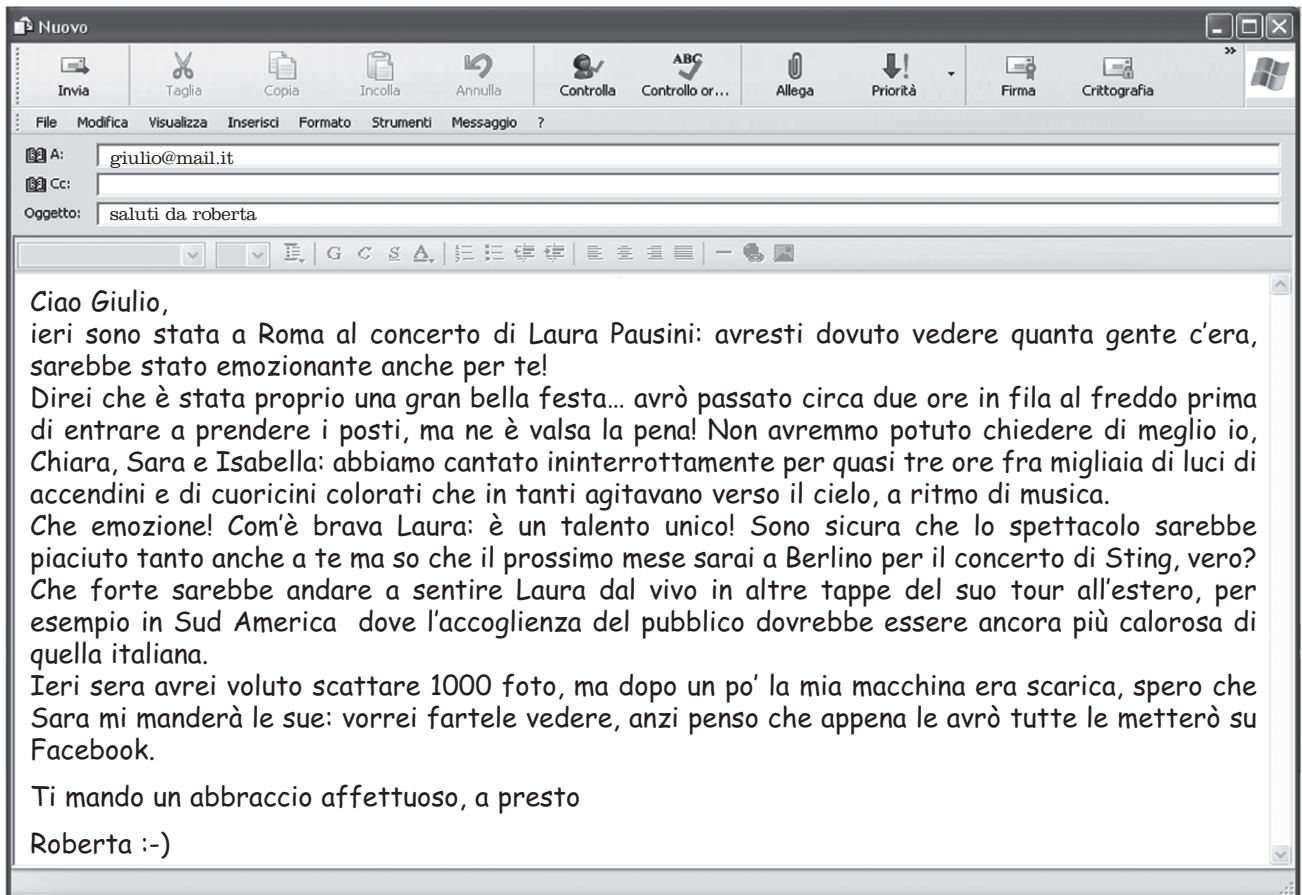 Nuovo
Invia Taglia Copia Incolla Annulla Controlla ABC Controllo or... Allega Priorità Firma Crittografia »
File Modifica Visualizza Inserisci Formato Strumenti Messaggio ?
A: giulio@mail.it
Cc:
Oggetto: saluti da roberta
G C S A
Ciao Giulio,
ieri sono stata a Roma al concerto di Laura Pausini: avresti dovuto vedere quanta gente c'era,
sarebbe stato emozionante anche per te!
Direi che è stata proprio una gran bella festa… avrò passato circa due ore in fila al freddo prima
di entrare a prendere i posti, ma ne è valsa la pena! Non avremmo potuto chiedere di meglio io,
Chiara, Sara e Isabella: abbiamo cantato ininterrottamente per quasi tre ore fra migliaia di luci di
accendini e di cuoricini colorati che in tanti agitavano verso il cielo, a ritmo di musica.
Che emozione! Com'è brava Laura: è un talento unico! Sono sicura che lo spettacolo sarebbe
piaciuto tanto anche a te ma so che il prossimo mese sarai a Berlino per il concerto di Sting, vero?
Che forte sarebbe andare a sentire Laura dal vivo in altre tappe del suo tour all'estero, per
esempio in Sud America dove l'accoglienza del pubblico dovrebbe essere ancora più calorosa di
quella italiana.
Ieri sera avrei voluto scattare 1000 foto, ma dopo un po' la mia macchina era scarica, spero che
Sara mi manderà le sue: vorrei fartele vedere, anzi penso che appena le avrò tutte le metterò su
Facebook.
Ti mando un abbraccio affettuoso, a presto
Roberta :-)